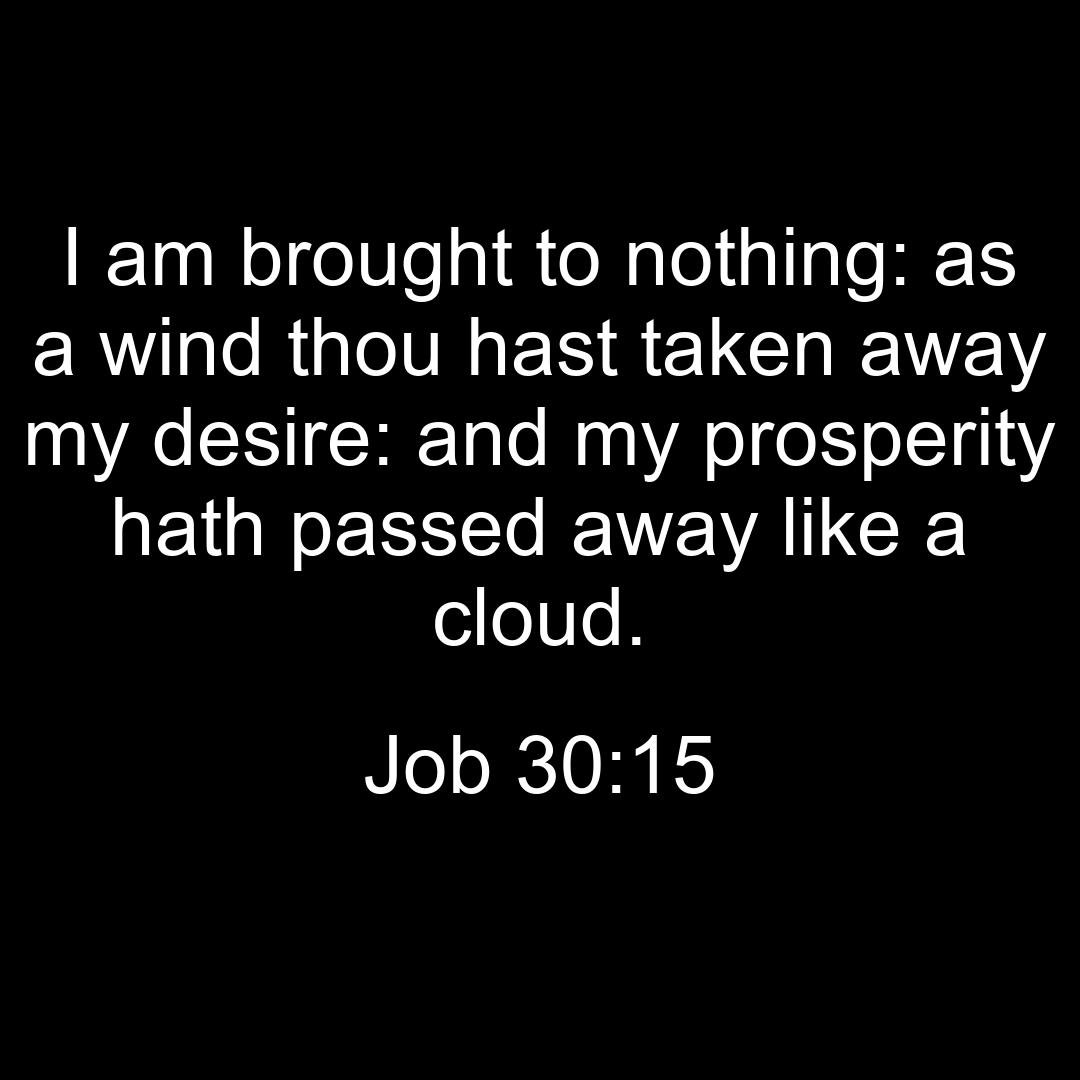 I am brought to nothing: as
a wind thou hast taken away
my desire: and my prosperity
hath passed away like a
cloud.
Job 30:15